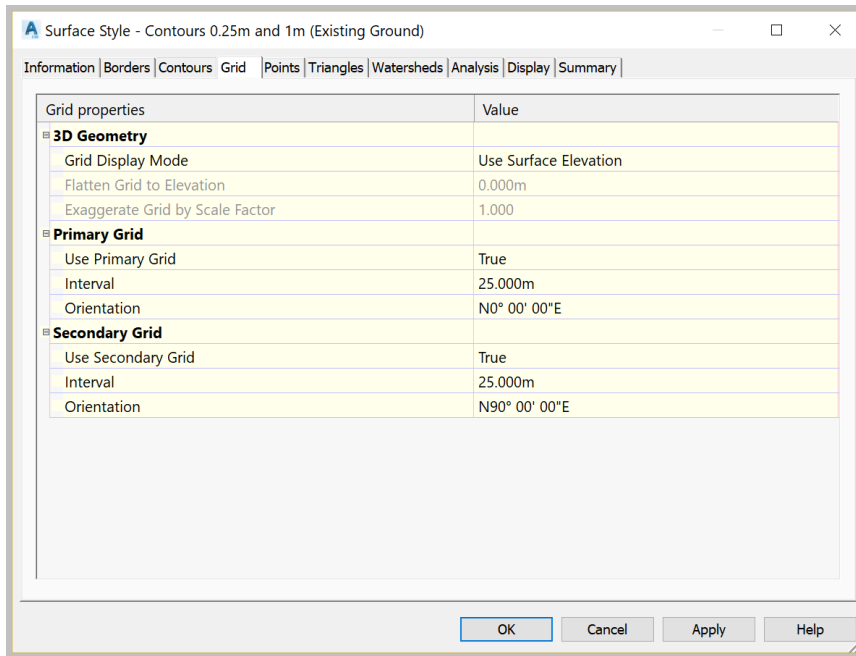 Surface Style - Contours 0.25m and 1m (Existing Ground)
Information Borders Contours Grid Points Triangles Watersheds Analysis Display Summary
Grid properties Value
3D Geometry
Grid Display Mode Use Surface Elevation
Flatten Grid to Elevation 0.000m
Exaggerate Grid by Scale Factor 1.000
Primary Grid
Use Primary Grid True
Interval 25.000m
Orientation N0° 00' 00"E
Secondary Grid
Use Secondary Grid True
Interval 25.000m
Orientation N90° 00' 00"E
OK Cancel Apply Help